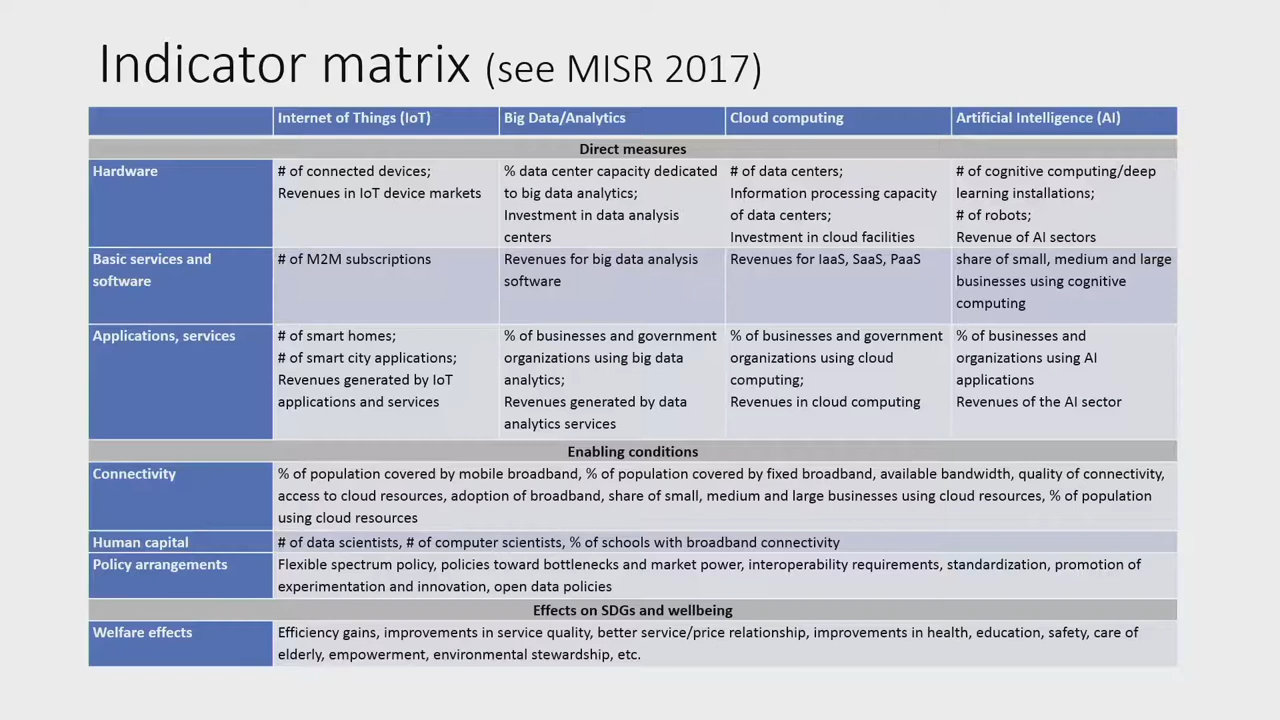 Indicator matrix (see MISR 2017)
Internet of Things (IoT)
Big Data/Analytics
Cloud computing
Artificial Intelligence (AI)
Direct measures
Hardware
# of connected devices;
Revenues in IoT device markets
% data center capacity dedicated
to big data analytics;
Investment in data analysis
centers
# of data centers;
Information processing capacity
of data centers;
Investment in cloud facilities
# of cognitive computing/deep
learning installations;
# of robots;
Revenue of AI sectors
Basic services and
software
# of M2M subscriptions
Revenues for big data analysis
software
Revenues for IaaS, SaaS, PaaS
share of small, medium and large
businesses using cognitive
computing
Applications, services
# of smart homes;
# of smart city applications;
Revenues generated by IoT
applications and services
% of businesses and government
organizations using big data
analytics;
Revenues generated by data
analytics services
% of businesses and government
organizations using cloud
computing;
Revenues in cloud computing
% of businesses and
organizations using AI
applications
Revenues of the AI sector
Enabling conditions
Connectivity
% of population covered by mobile broadband, % of population covered by fixed broadband, available bandwidth, quality of connectivity,
access to cloud resources, adoption of broadband, share of small, medium and large businesses using cloud resources, % of population
using cloud resources
Human capital
# of data scientists, # of computer scientists, % of schools with broadband connectivity
Policy arrangements
Flexible spectrum policy, policies toward bottlenecks and market power, interoperability requirements, standardization, promotion of
experimentation and innovation, open data policies
Effects on SDGs and wellbeing
Welfare effects
Efficiency gains, improvements in service quality, better service/price relationship, improvements in health, education, safety, care of
elderly, empowerment, environmental stewardship, etc.